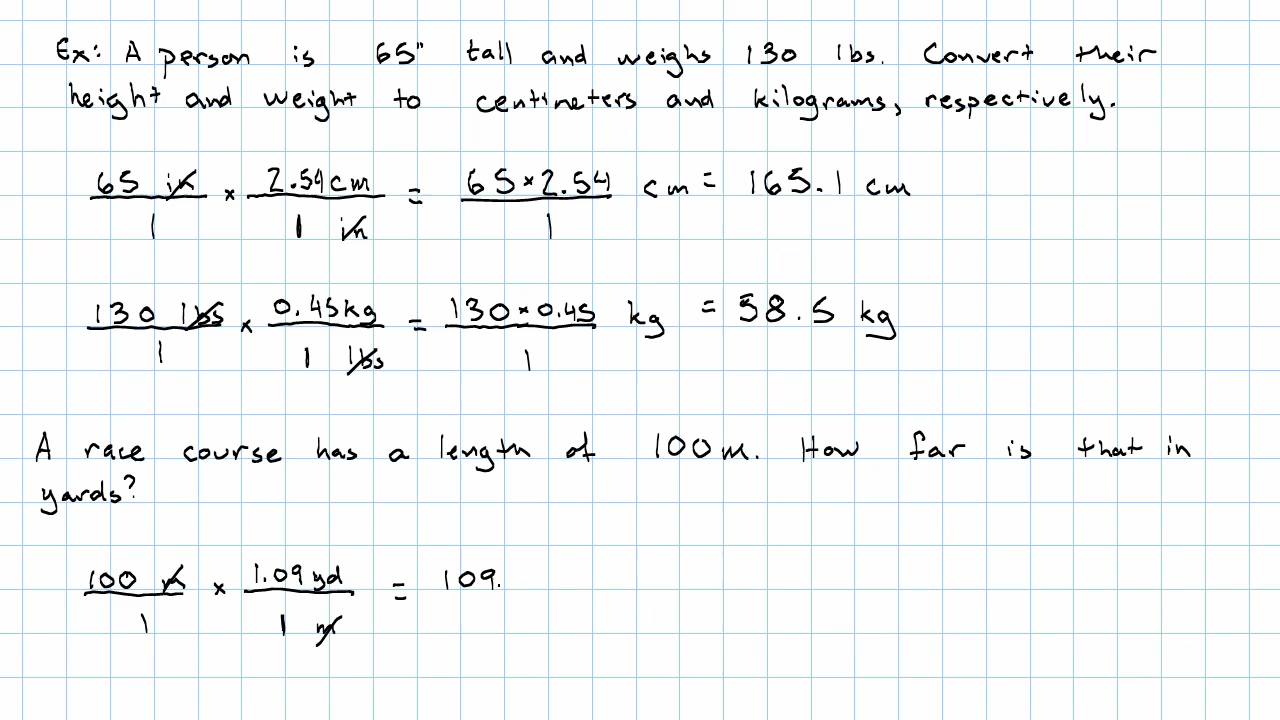 Ex: A person is 65" tall and weighs 130 lbs. Convert their
height and weight to centimeters and kilograms, respectively.
65 in/1 × 2.54 cm/1 in = 65 × 2.54/1 cm = 165.1 cm
130 lbs/1 × 0.45 kg/1 lbs = 130 × 0.45/1 kg = 58.5 kg
A race course has a length of 100 m. How far is that in
yards?
100 m/1 × 1.09 yd/1 m = 109.